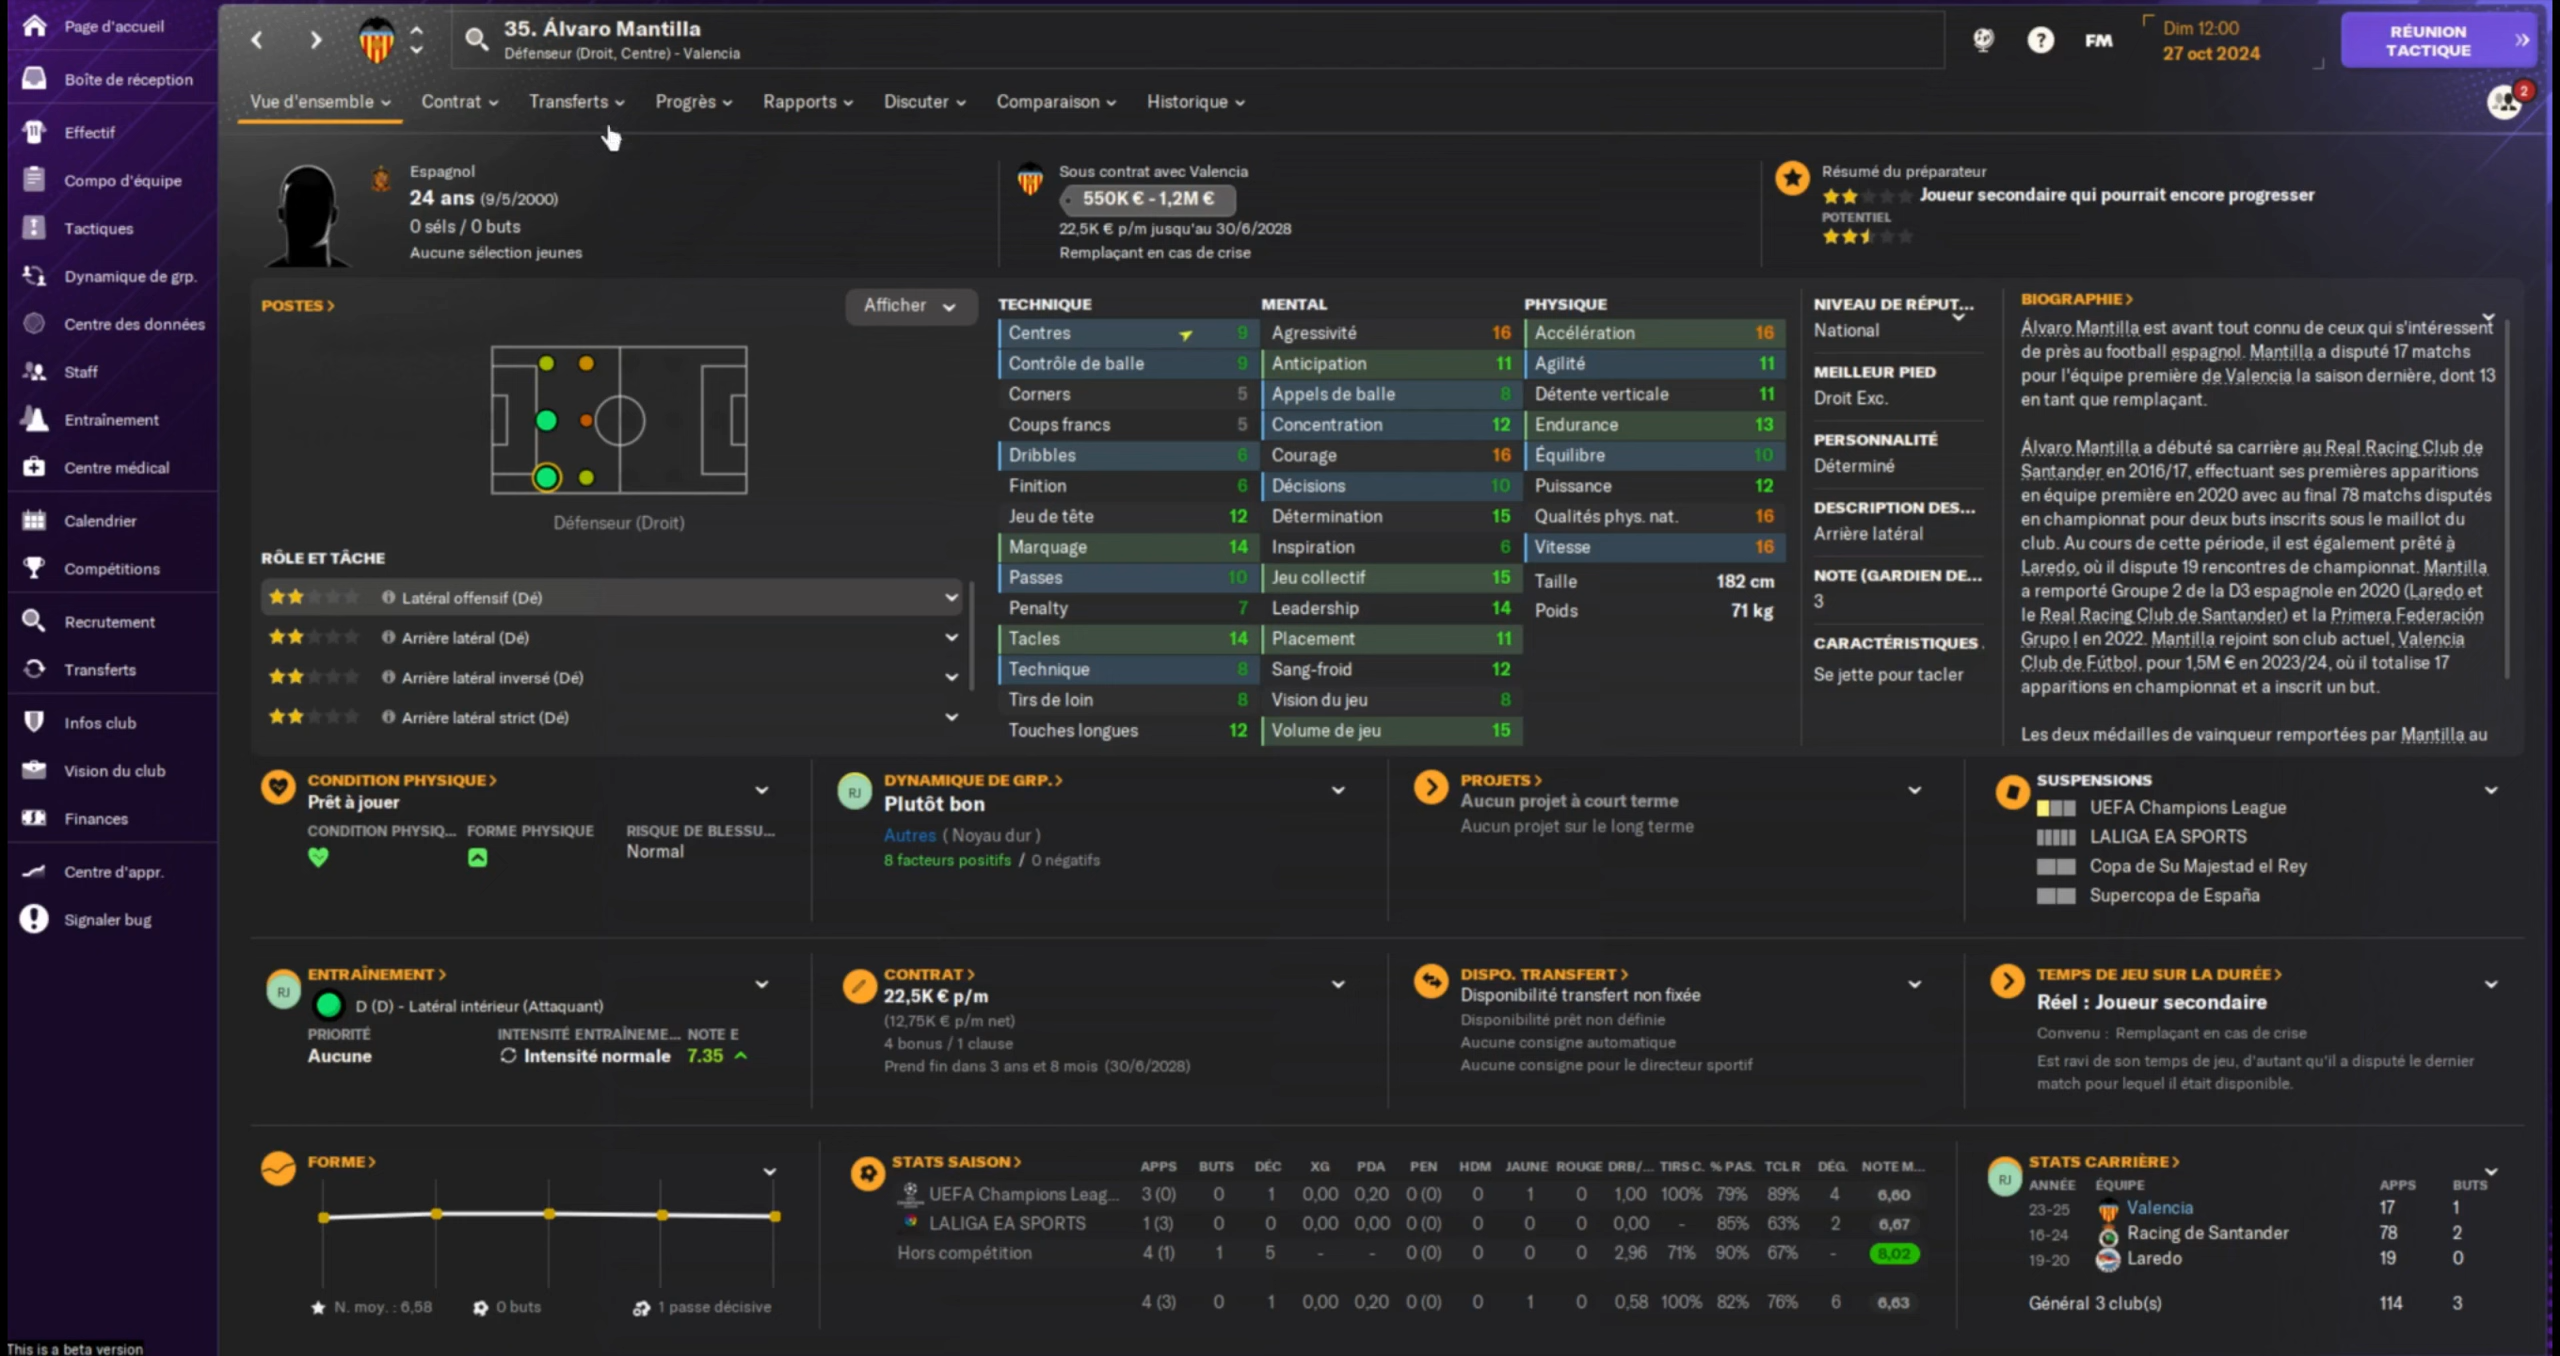 Page d'accueil
Boîte de réception
Effectif
Compo d'équipe
Tactiques
Dynamique de grp.
Centre des données
Staff
Entraînement
Centre médical
Calendrier
Compétitions
Recrutement
Transferts
Infos club
Vision du club
Finances
Centre d'appr.
Signaler bug
This is a beta version
35. Álvaro Mantilla
Défenseur (Droit, Centre) - Valencia
? FM
Dim 12:00
27 oct 2024
RÉUNION
TACTIQUE
2
Vue d'ensemble Contrat Transferts Progrès Rapports Discuter Comparaison Historique
Espagnol
24 ans (9/5/2000)
0 séls / 0 buts
Aucune sélection jeunes
Sous contrat avec Valencia
550K € - 1,2M €
22,5K € p/m jusqu'au 30/6/2028
Remplaçant en cas de crise
Résumé du préparateur
Joueur secondaire qui pourrait encore progresser
POTENTIEL
POSTES >
Afficher
Défenseur (Droit)
RÔLE ET TÂCHE
Latéral offensif (Dé)
Arrière latéral (Dé)
Arrière latéral inversé (Dé)
Arrière latéral strict (Dé)
TECHNIQUE
Centres 9
Contrôle de balle 9
Corners 5
Coups francs 5
Dribbles 6
Finition 6
Jeu de tête 12
Marquage 14
Passes 10
Penalty 7
Tacles 14
Technique 8
Tirs de loin 8
Touches longues 12
MENTAL
Agressivité 16
Anticipation 11
Appels de balle 8
Concentration 12
Courage 16
Décisions 10
Détermination 15
Inspiration 6
Jeu collectif 15
Leadership 14
Placement 11
Sang-froid 12
Vision du jeu 8
Volume de jeu 15
PHYSIQUE
Accélération 16
Agilité 11
Détente verticale 11
Endurance 13
Équilibre 10
Puissance 12
Qualités phys. nat. 16
Vitesse 16
Taille 182 cm
Poids 71 kg
NIVEAU DE RÉPUT...
National
MEILLEUR PIED
Droit Exc.
PERSONNALITÉ
Déterminé
DESCRIPTION DES...
Arrière latéral
NOTE (GARDIEN DE...
3
CARACTÉRISTIQUES
Se jette pour tacler
BIOGRAPHIE >
Álvaro Mantilla est avant tout connu de ceux qui s'intéressent
de près au football espagnol. Mantilla a disputé 17 matchs
pour l'équipe première de Valencia la saison dernière, dont 13
en tant que remplaçant.
Álvaro Mantilla a débuté sa carrière au Real Racing Club de
Santander en 2016/17, effectuant ses premières apparitions
en équipe première en 2020 avec au final 78 matchs disputés
en championnat pour deux buts inscrits sous le maillot du
club. Au cours de cette période, il est également prêté à
Laredo, où il dispute 19 rencontres de championnat. Mantilla
a remporté Groupe 2 de la D3 espagnole en 2020 (Laredo et
le Real Racing Club de Santander) et la Primera Federación
Grupo I en 2022. Mantilla rejoint son club actuel, Valencia
Club de Fútbol, pour 1,5M € en 2023/24, où il totalise 17
apparitions en championnat et a inscrit un but.
Les deux médailles de vainqueur remportées par Mantilla au
CONDITION PHYSIQUE >
Prêt à jouer
CONDITION PHYSIQ... FORME PHYSIQUE RISQUE DE BLESSU...
Normal
RJ
DYNAMIQUE DE GRP. >
Plutôt bon
Autres ( Noyau dur )
8 facteurs positifs / 0 négatifs
PROJETS >
Aucun projet à court terme
Aucun projet sur le long terme
SUSPENSIONS
UEFA Champions League
LALIGA EA SPORTS
Copa de Su Majestad el Rey
Supercopa de España
RJ
ENTRAÎNEMENT >
D (D) - Latéral intérieur (Attaquant)
PRIORITÉ INTENSITÉ ENTRAÎNEME... NOTE E
Aucune Intensité normale 7.35
CONTRAT >
22,5K € p/m
(12,75K € p/m net)
4 bonus / 1 clause
Prend fin dans 3 ans et 8 mois (30/6/2028)
DISPO. TRANSFERT >
Disponibilité transfert non fixée
Disponibilité prêt non définie
Aucune consigne automatique
Aucune consigne pour le directeur sportif
TEMPS DE JEU SUR LA DURÉE >
Réel : Joueur secondaire
Convenu : Remplaçant en cas de crise
Est ravi de son temps de jeu, d'autant qu'il a disputé le dernier
match pour lequel il était disponible.
FORME >
N. moy. : 6,58 0 buts 1 passe décisive
STATS SAISON > APPS BUTS DÉC XG PDA PEN HDM JAUNE ROUGE DRB/... TIRS C. % PAS. TCL R DÉG. NOTE M...
UEFA Champions Leag... 3 (0) 0 1 0,00 0,20 0 (0) 0 1 0 1,00 100% 79% 89% 4 6,60
LALIGA EA SPORTS 1 (3) 0 0 0,00 0,00 0 (0) 0 0 0 0,00 - 85% 63% 2 6,67
Hors compétition 4 (1) 1 5 - - 0 (0) 0 0 0 2,96 71% 90% 67% - 8,02
4 (3) 0 1 0,00 0,20 0 (0) 0 1 0 0,58 100% 82% 76% 6 6,63
RJ
STATS CARRIÈRE >
ANNÉE ÉQUIPE APPS BUTS
23-25 Valencia 17 1
16-24 Racing de Santander 78 2
19-20 Laredo 19 0
Général 3 club(s) 114 3